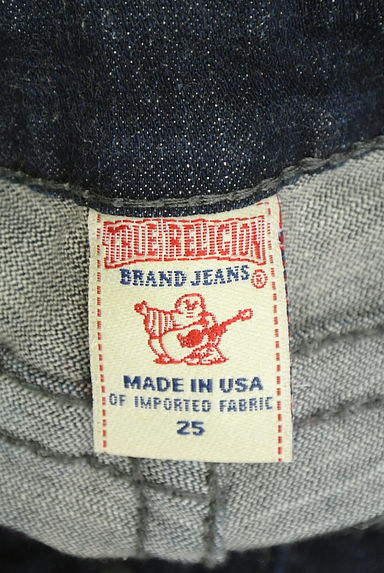 TRUE RELIGION
BRAND JEANS ®
MADE IN USA
OF IMPORTED FABRIC
25